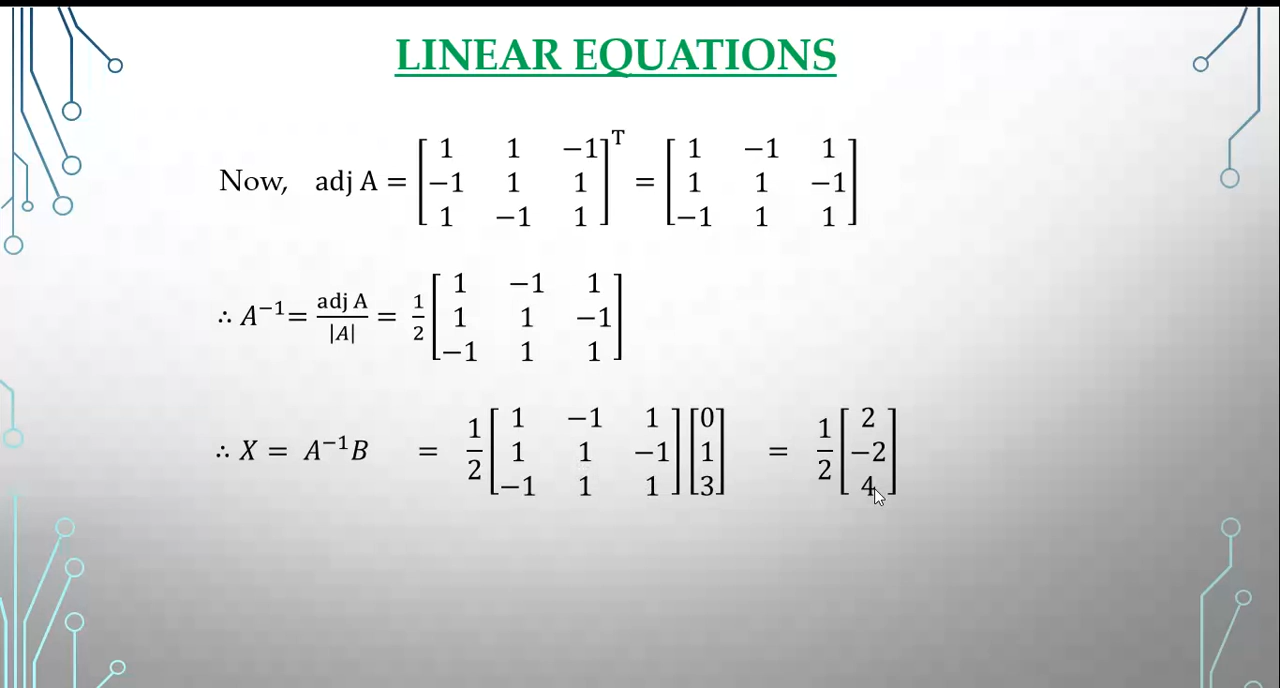 LINEAR EQUATIONS
Now, adj A = [1 1 −1; −1 1 1; 1 −1 1]ᵀ = [1 −1 1; 1 1 −1; −1 1 1]
∴ A⁻¹ = adj A / |A| = 1/2 [1 −1 1; 1 1 −1; −1 1 1]
∴ X = A⁻¹B = 1/2 [1 −1 1; 1 1 −1; −1 1 1] [0; 1; 3] = 1/2 [2; −2; 4]